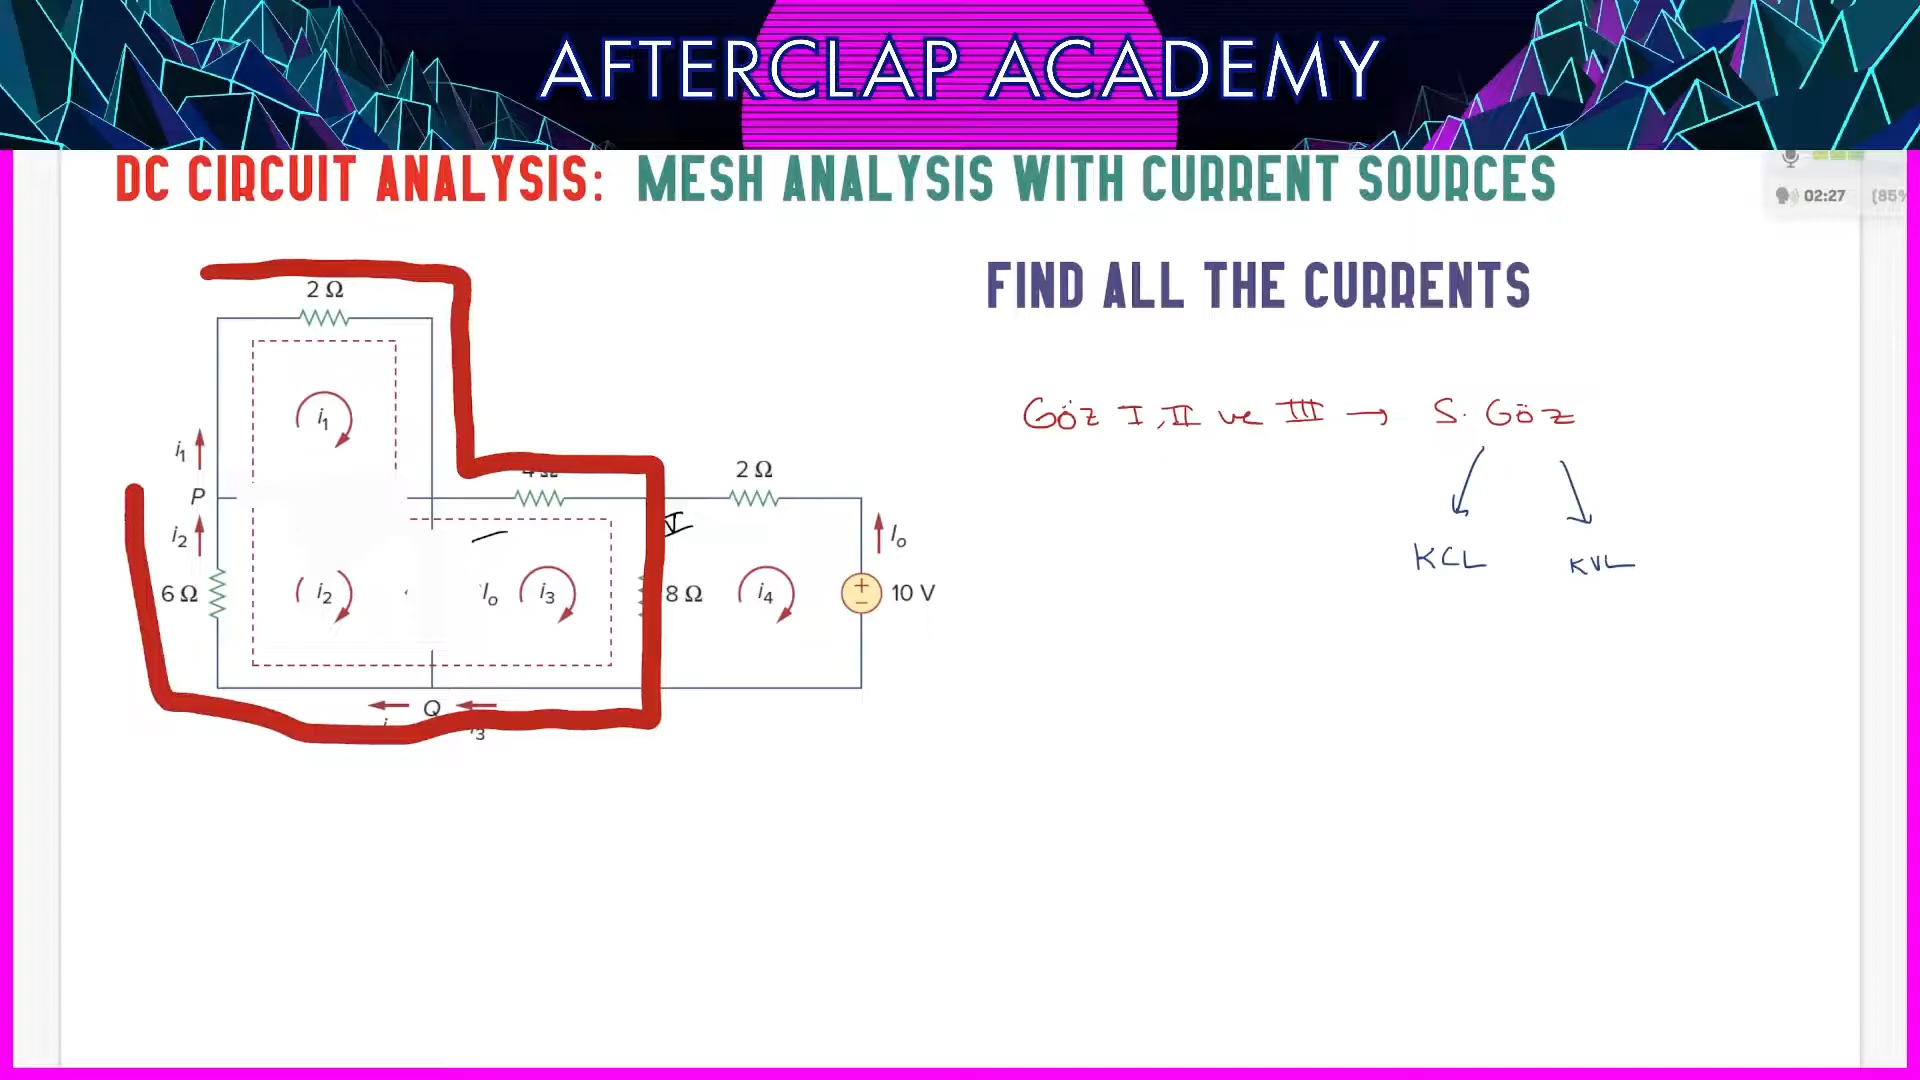 AFTERCLAP ACADEMY
DC CIRCUIT ANALYSIS: MESH ANALYSIS WITH CURRENT SOURCES
02:27 (85%
FIND ALL THE CURRENTS
2 Ω
Göz I, II ve III → S. Göz
i1
i1
2 Ω
P
i2
Io
KCL KVL
6 Ω
i2
Io
i3
8 Ω
i4
+
−
10 V
Q